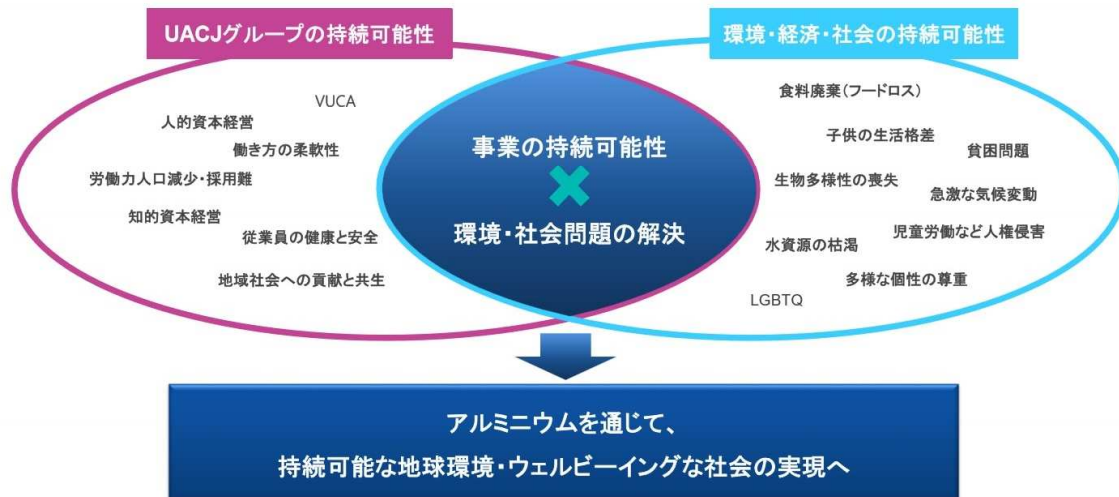 UACJグループの持続可能性
環境・経済・社会の持続可能性
VUCA
人的資本経営
働き方の柔軟性
労働力人口減少・採用難
知的資本経営
従業員の健康と安全
地域社会への貢献と共生
事業の持続可能性
環境・社会問題の解決
食料廃棄(フードロス)
子供の生活格差
貧困問題
生物多様性の喪失
急激な気候変動
児童労働など人権侵害
水資源の枯渇
多様な個性の尊重
LGBTQ
アルミニウムを通じて、
持続可能な地球環境・ウェルビーイングな社会の実現へ